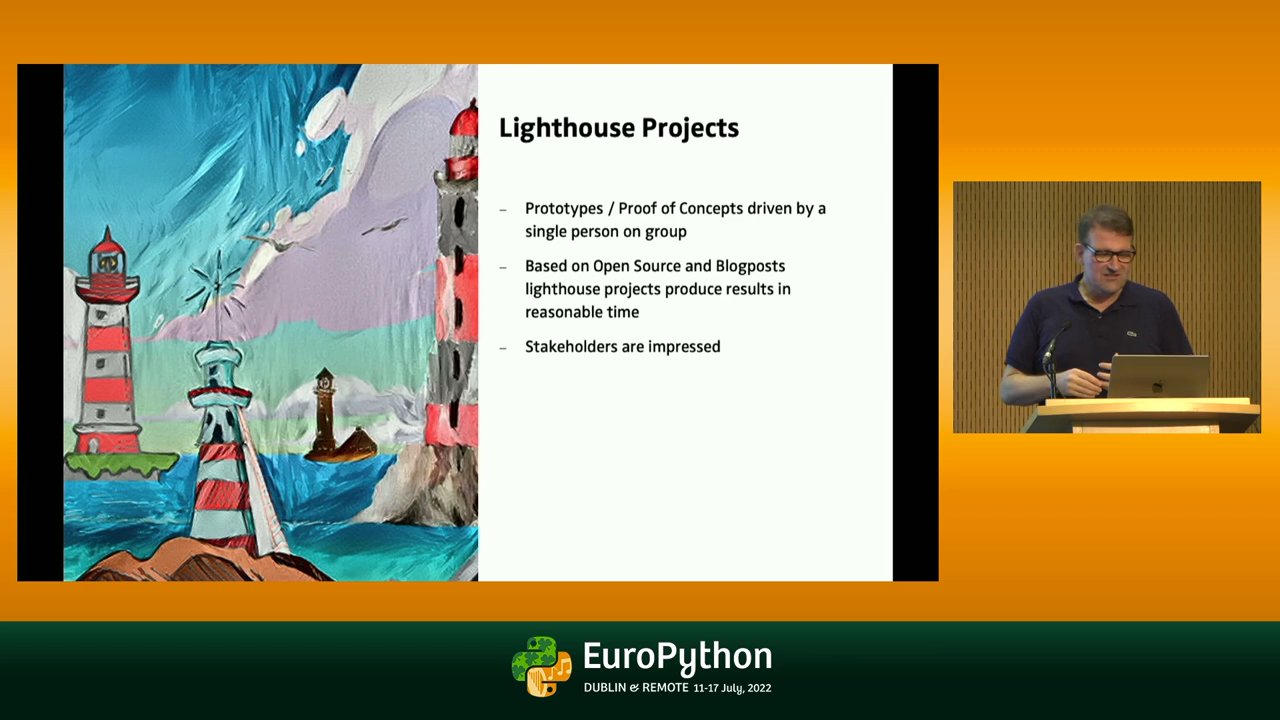 Lighthouse Projects
– Prototypes / Proof of Concepts driven by a
single person on group
– Based on Open Source and Blogposts
lighthouse projects produce results in
reasonable time
– Stakeholders are impressed
EuroPython
DUBLIN & REMOTE 11-17 July, 2022